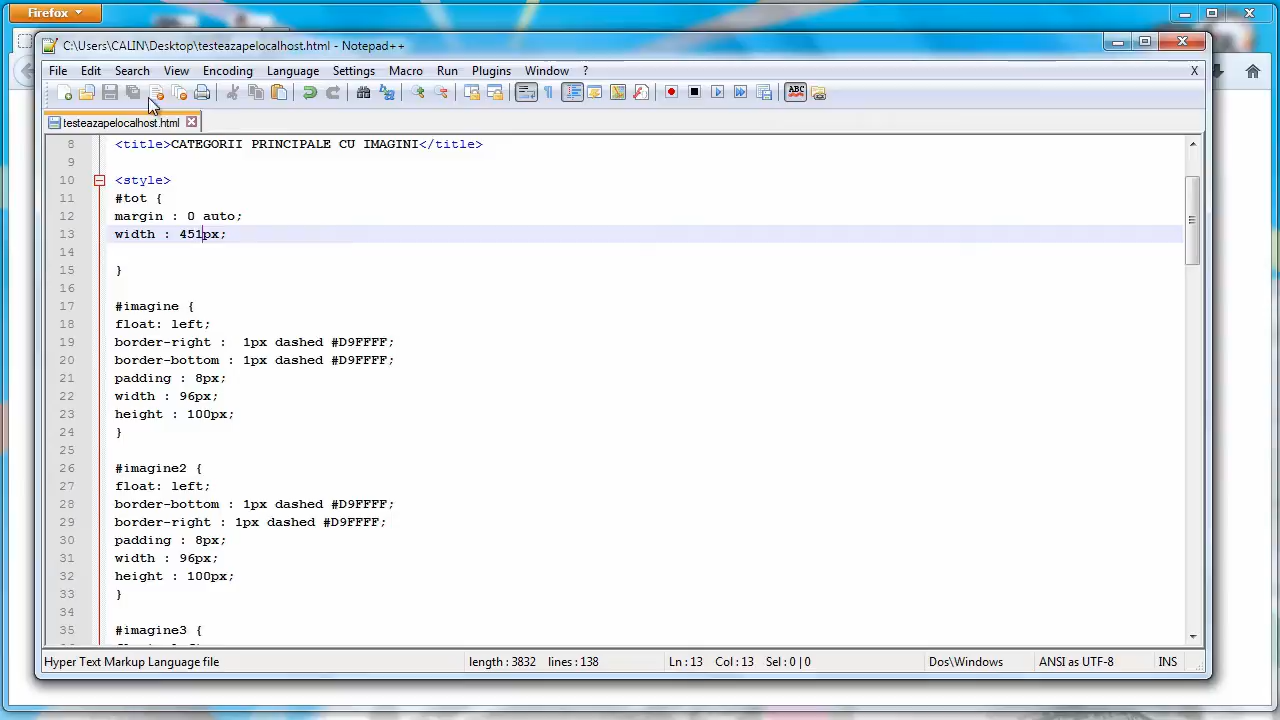 Firefox
C:\Users\CALIN\Desktop\testeazapelocalhost.html - Notepad++
File Edit Search View Encoding Language Settings Macro Run Plugins Window ? X
ABC
testeazapelocalhost.html
8 <title>CATEGORII PRINCIPALE CU IMAGINI</title>
9
10 <style>
11 #tot {
12 margin : 0 auto;
13 width : 451px;
14
15 }
16
17 #imagine {
18 float: left;
19 border-right :  1px dashed #D9FFFF;
20 border-bottom : 1px dashed #D9FFFF;
21 padding : 8px;
22 width : 96px;
23 height : 100px;
24 }
25
26 #imagine2 {
27 float: left;
28 border-bottom : 1px dashed #D9FFFF;
29 border-right : 1px dashed #D9FFFF;
30 padding : 8px;
31 width : 96px;
32 height : 100px;
33 }
34
35 #imagine3 {
Hyper Text Markup Language file length : 3832 lines : 138 Ln : 13 Col : 13 Sel : 0 | 0 Dos\Windows ANSI as UTF-8 INS